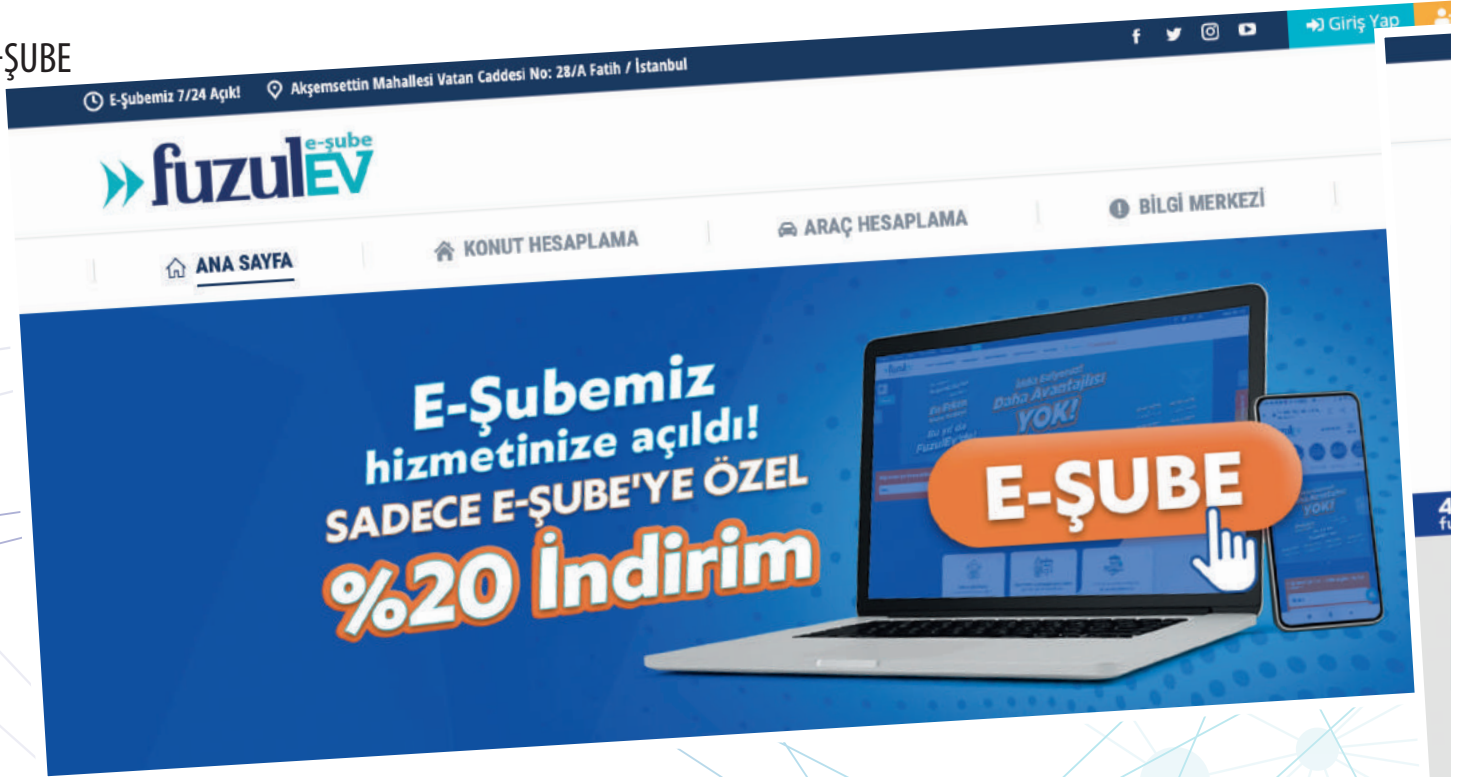 -ŞUBE
E-Şubemiz 7/24 Açık! Akşemsettin Mahallesi Vatan Caddesi No: 28/A Fatih / İstanbul
Giriş Yap
fuzulEV e-şube
ANA SAYFA KONUT HESAPLAMA ARAÇ HESAPLAMA BİLGİ MERKEZİ
E-Şubemiz
hizmetinize açıldı!
SADECE E-ŞUBE'YE ÖZEL
%20 İndirim
Daha Avantajlısı
YOK!
E-ŞUBE
YOK!